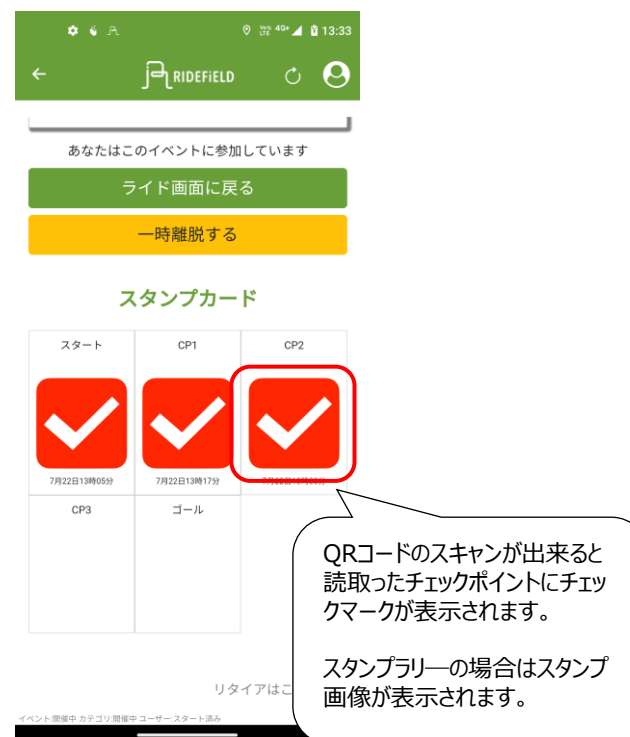 13:33
RIDEFiELD
あなたはこのイベントに参加しています
ライド画面に戻る
一時離脱する
スタンプカード
スタート
CP1
CP2
7月22日13時05分
7月22日13時17分
CP3
ゴール
QRコードのスキャンが出来ると
読取ったチェックポイントにチェッ
クマークが表示されます。
スタンプラリ―の場合はスタンプ
画像が表示されます。
リタイアはこ
イベント:開催中 カテゴリ:開催中 ユーザー:スタート済み